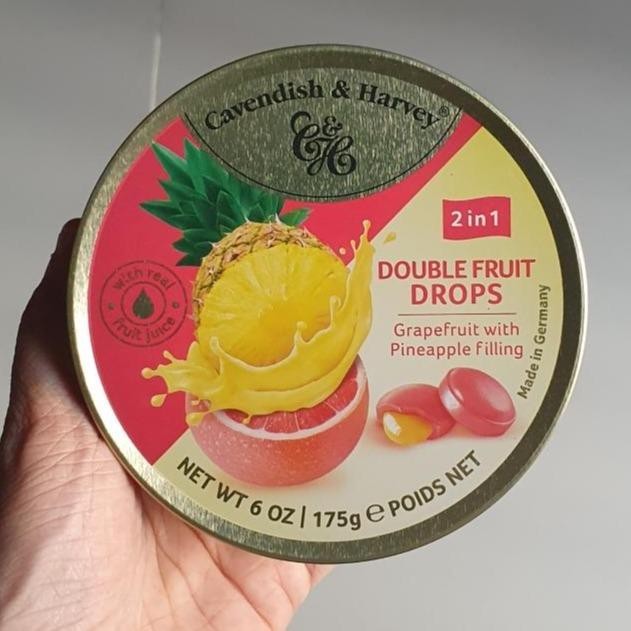 Cavendish & Harvey®
C&H
2 in 1
DOUBLE FRUIT
DROPS
Grapefruit with
Pineapple filling
with real
fruit juice
Made in Germany
NET WT 6 OZ | 175g ℮ POIDS NET